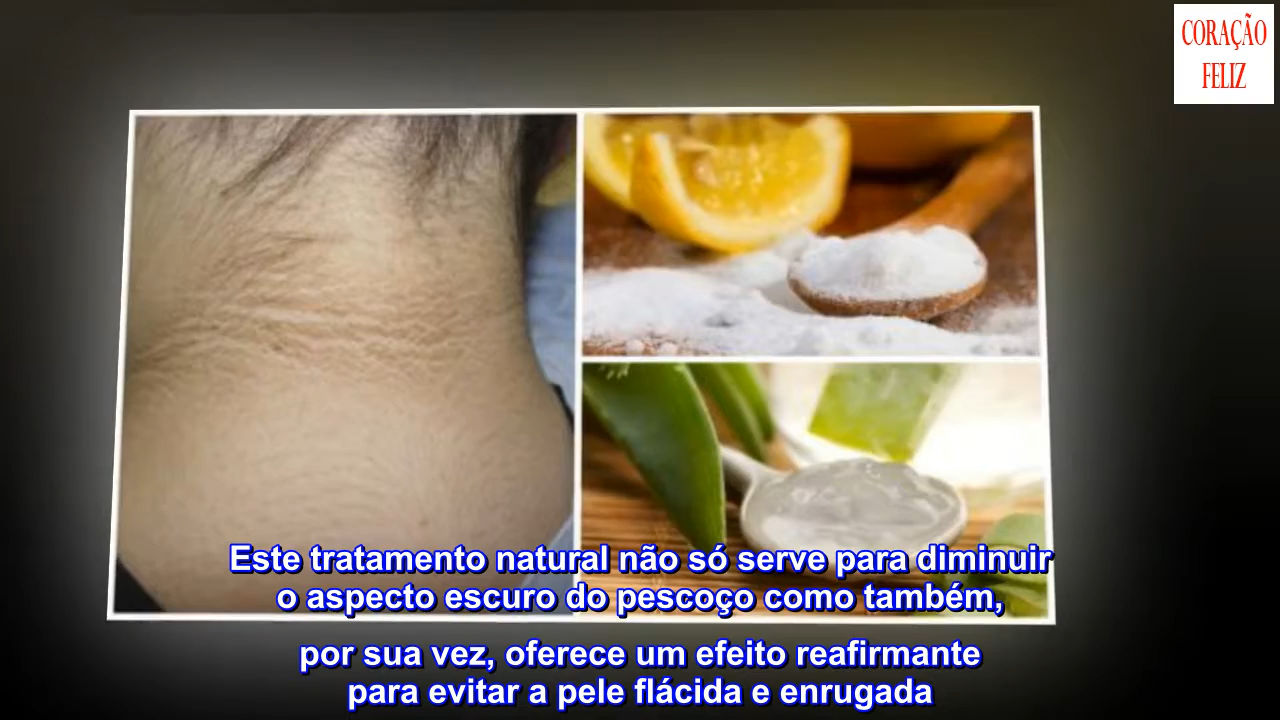 CORAÇÃO
FELIZ
Este tratamento natural não só serve para diminuir
o aspecto escuro do pescoço como também,
por sua vez, oferece um efeito reafirmante
para evitar a pele flácida e enrugada